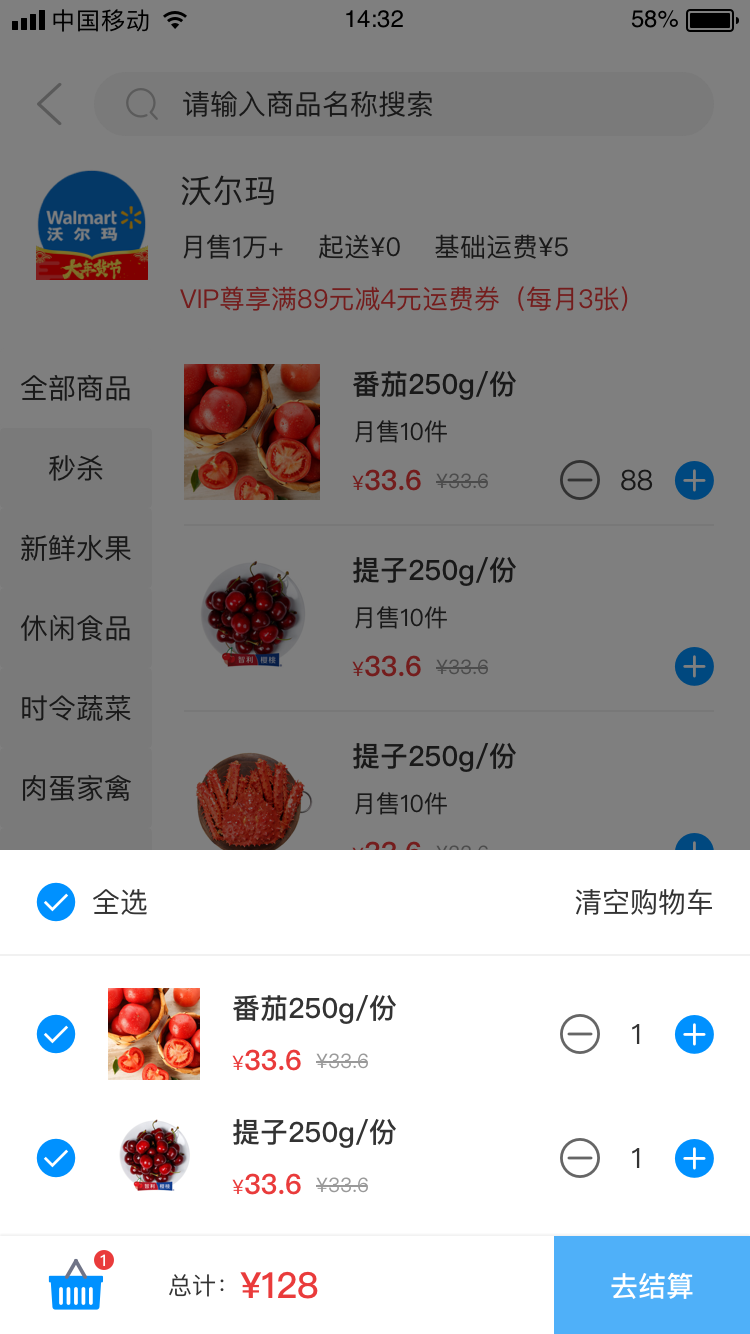 中国移动 14:32 58%
请输入商品名称搜索
Walmart
沃尔玛
大年货节
沃尔玛
月售1万+ 起送¥0 基础运费¥5
VIP尊享满89元减4元运费券（每月3张）
全部商品
秒杀
新鲜水果
休闲食品
时令蔬菜
肉蛋家禽
番茄250g/份
月售10件
¥33.6 ¥33.6 88
智利 樱桃
提子250g/份
月售10件
¥33.6 ¥33.6
提子250g/份
月售10件
¥33.6 ¥33.6
全选 清空购物车
番茄250g/份
¥33.6 ¥33.6 1
提子250g/份
¥33.6 ¥33.6 1
1
总计：¥128 去结算